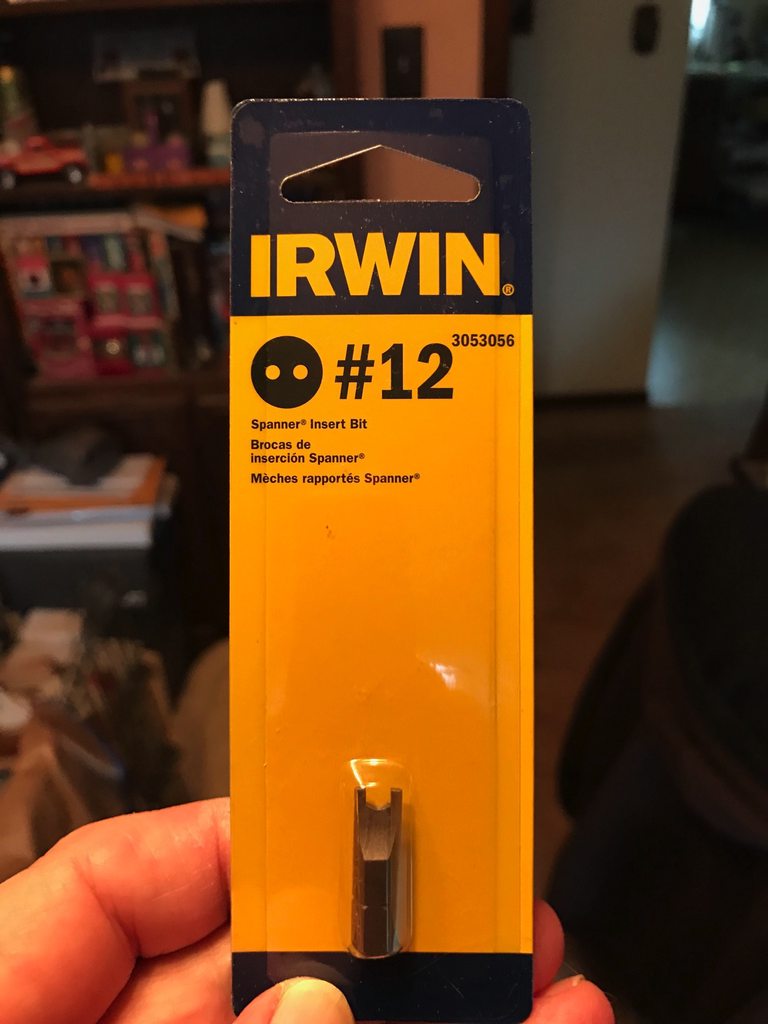 IRWIN®
3053056
#12
Spanner® Insert Bit
Brocas de
inserción Spanner®
Mèches rapportés Spanner®